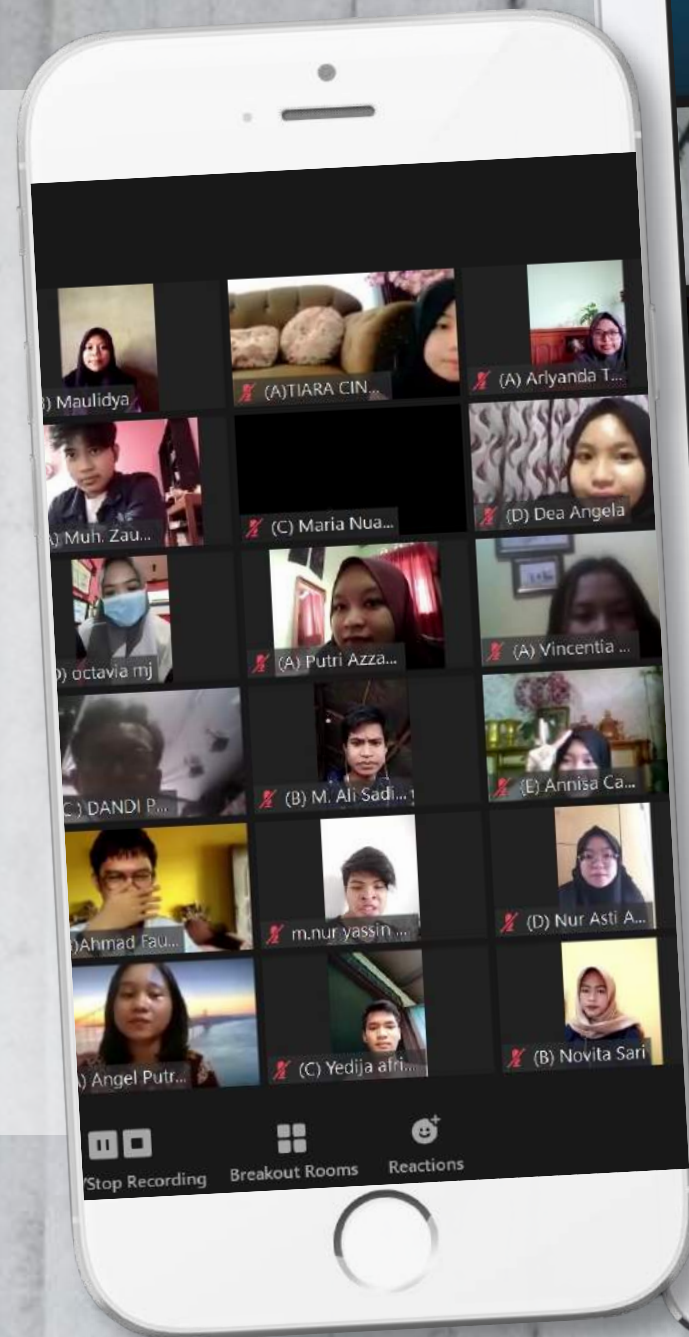 ) Maulidya
(A)TIARA CIN...
(A) Arlyanda T...
) Muh. Zau...
(C) Maria Nua...
(D) Dea Angela
) octavia mj
(A) Putri Azza...
(A) Vincentia ...
C ) DANDI P...
(B) M. Ali Sadi...
(E) Annisa Ca...
)Ahmad Fau...
m.nur yassin ...
(D) Nur Asti A...
) Angel Putr...
(C) Yedija afri...
(B) Novita Sari
/Stop Recording
Breakout Rooms
Reactions